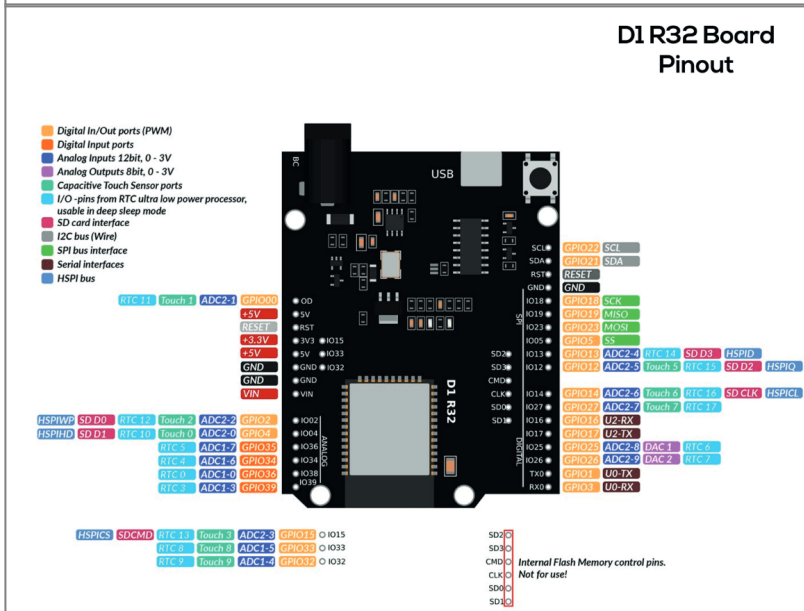 D1 R32 Board
Pinout
Digital In/Out ports (PWM)
Digital Input ports
Analog Inputs 12bit, 0 - 3V
Analog Outputs 8bit, 0 - 3V
Capacitive Touch Sensor ports
I/O -pins from RTC ultra low power processor,
usable in deep sleep mode
SD card interface
I2C bus (Wire)
SPI bus interface
Serial interfaces
HSPI bus
BC
USB
SCL GPIO22 SCL
SDA GPIO21 SDA
RST RESET
GND GND
RTC 11 Touch 1 ADC2-1 GPIO00 OD
+5V 5V
RESET RST
+3.3V 3V3 IO15
+5V 5V IO33
GND GND IO32
GND GND
VIN VIN
SPI
IO18 GPIO18 SCK
IO19 GPIO19 MISO
IO23 GPIO23 MOSI
IO05 GPIO5 SS
IO13 GPIO13 ADC2-4 RTC 14 SD D3 HSPID
IO12 GPIO12 ADC2-5 Touch 5 RTC 15 SD D2 HSPIQ
SD2
SD3
CMD
CLK
SD0
SD1
D1 R32
IO14 GPIO14 ADC2-6 Touch 6 RTC 16 SD CLK HSPICL
IO27 GPIO27 ADC2-7 Touch 7 RTC 17
IO16 GPIO16 U2-RX
IO17 GPIO17 U2-TX
IO25 GPIO25 ADC2-8 DAC 1 RTC 6
IO26 GPIO26 ADC2-9 DAC 2 RTC 7
TX0 GPIO1 U0-TX
RX0 GPIO3 U0-RX
DIGITAL
HSPIWP SD D0 RTC 12 Touch 2 ADC2-2 GPIO2 IO02
HSPIHD SD D1 RTC 10 Touch 0 ADC2-0 GPIO4 IO04
RTC 5 ADC1-7 GPIO35 IO36
RTC 4 ADC1-6 GPIO34 IO34
RTC 0 ADC1-0 GPIO36 IO38
RTC 3 ADC1-3 GPIO39 IO39
ANALOG
HSPICS SDCMD RTC 13 Touch 3 ADC2-3 GPIO15 IO15
RTC 8 Touch 8 ADC1-5 GPIO33 IO33
RTC 9 Touch 9 ADC1-4 GPIO32 IO32
SD2
SD3
CMD
CLK
SD0
SD1
Internal Flash Memory control pins.
Not for use!